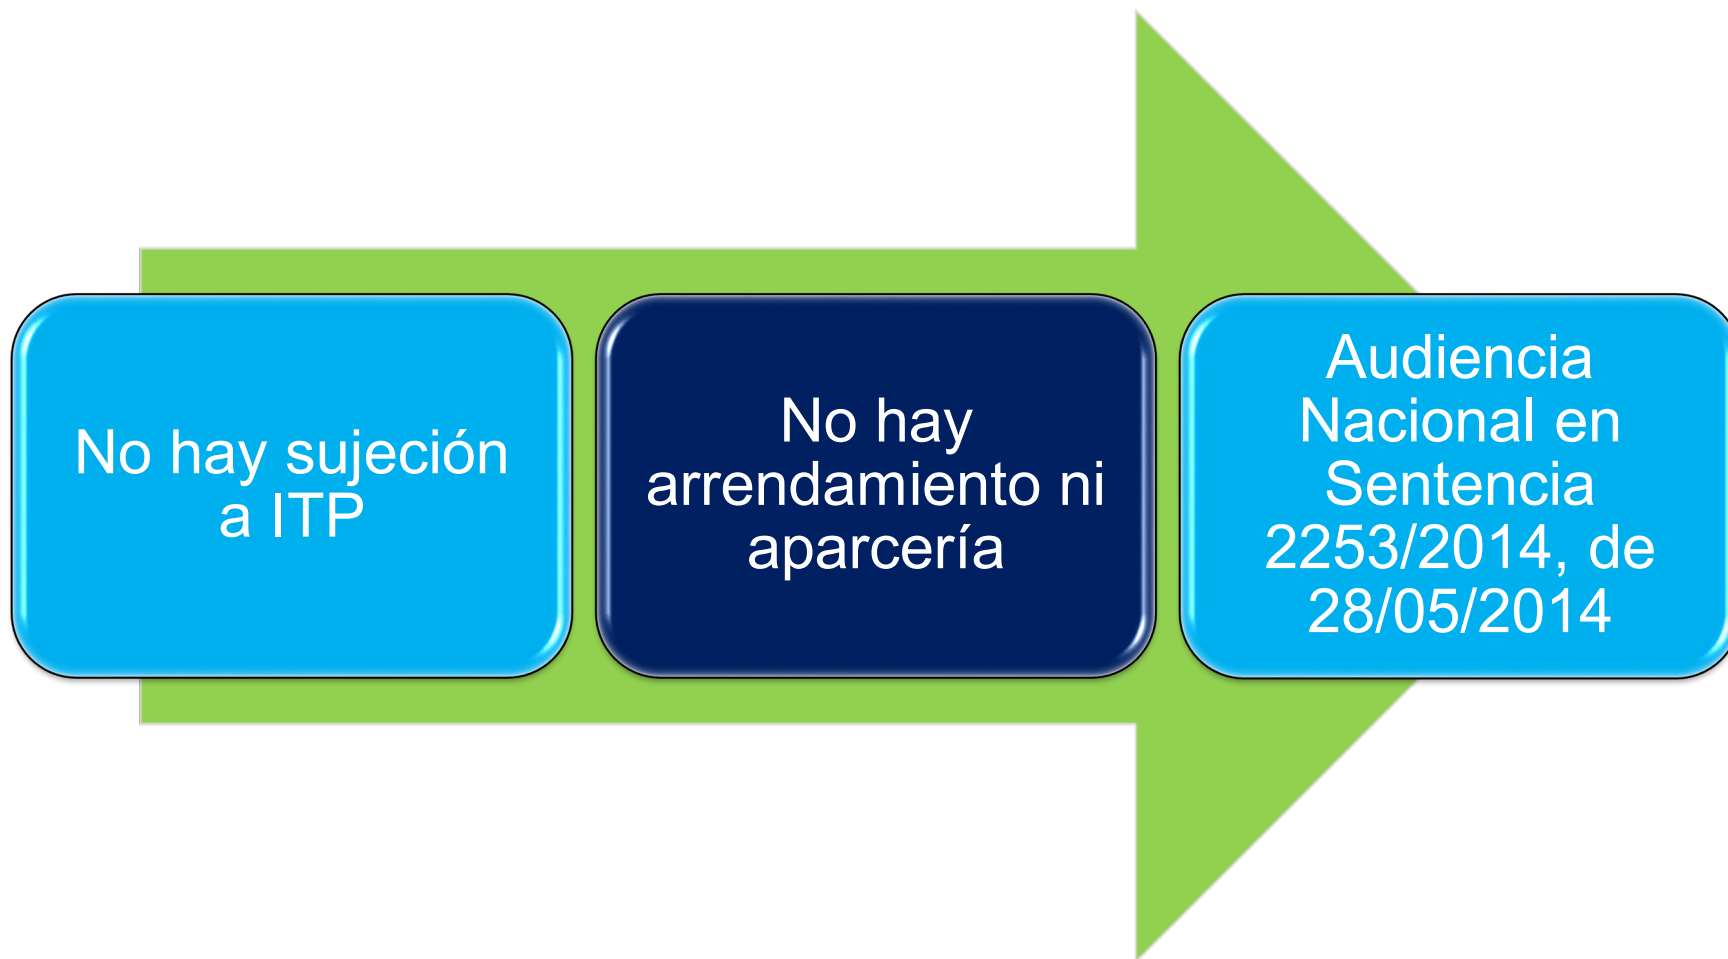 No hay sujeción
a ITP
No hay
arrendamiento ni
aparcería
Audiencia
Nacional en
Sentencia
2253/2014, de
28/05/2014